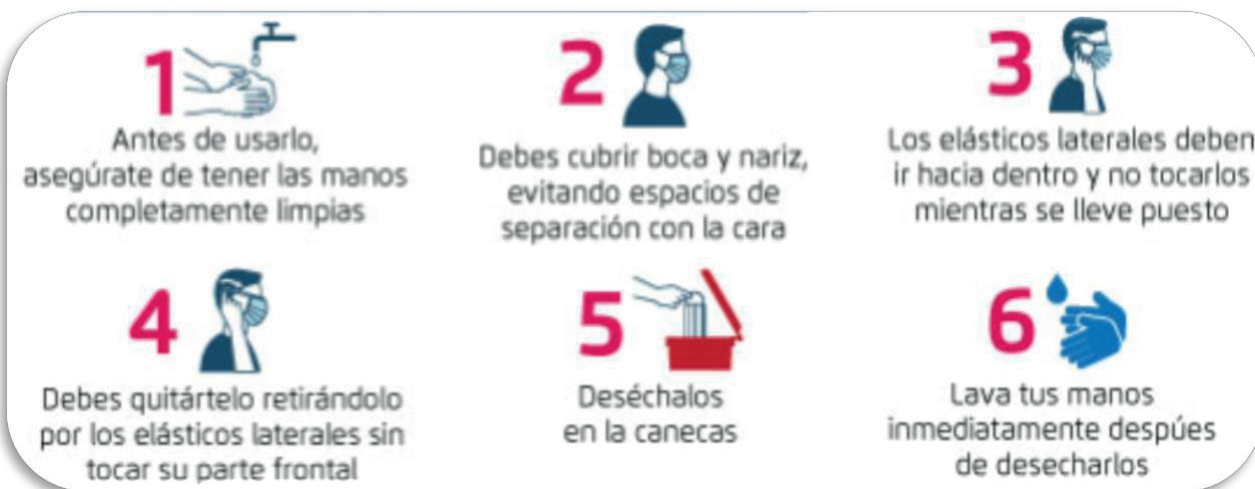 1
Antes de usarlo,
asegúrate de tener las manos
completamente limpias
2
Debes cubrir boca y nariz,
evitando espacios de
separación con la cara
3
Los elásticos laterales deben
ir hacia dentro y no tocarlos
mientras se lleve puesto
4
Debes quitártelo retirándolo
por los elásticos laterales sin
tocar su parte frontal
5
Deséchalos
en la canecas
6
Lava tus manos
inmediatamente despúes
de desecharlos